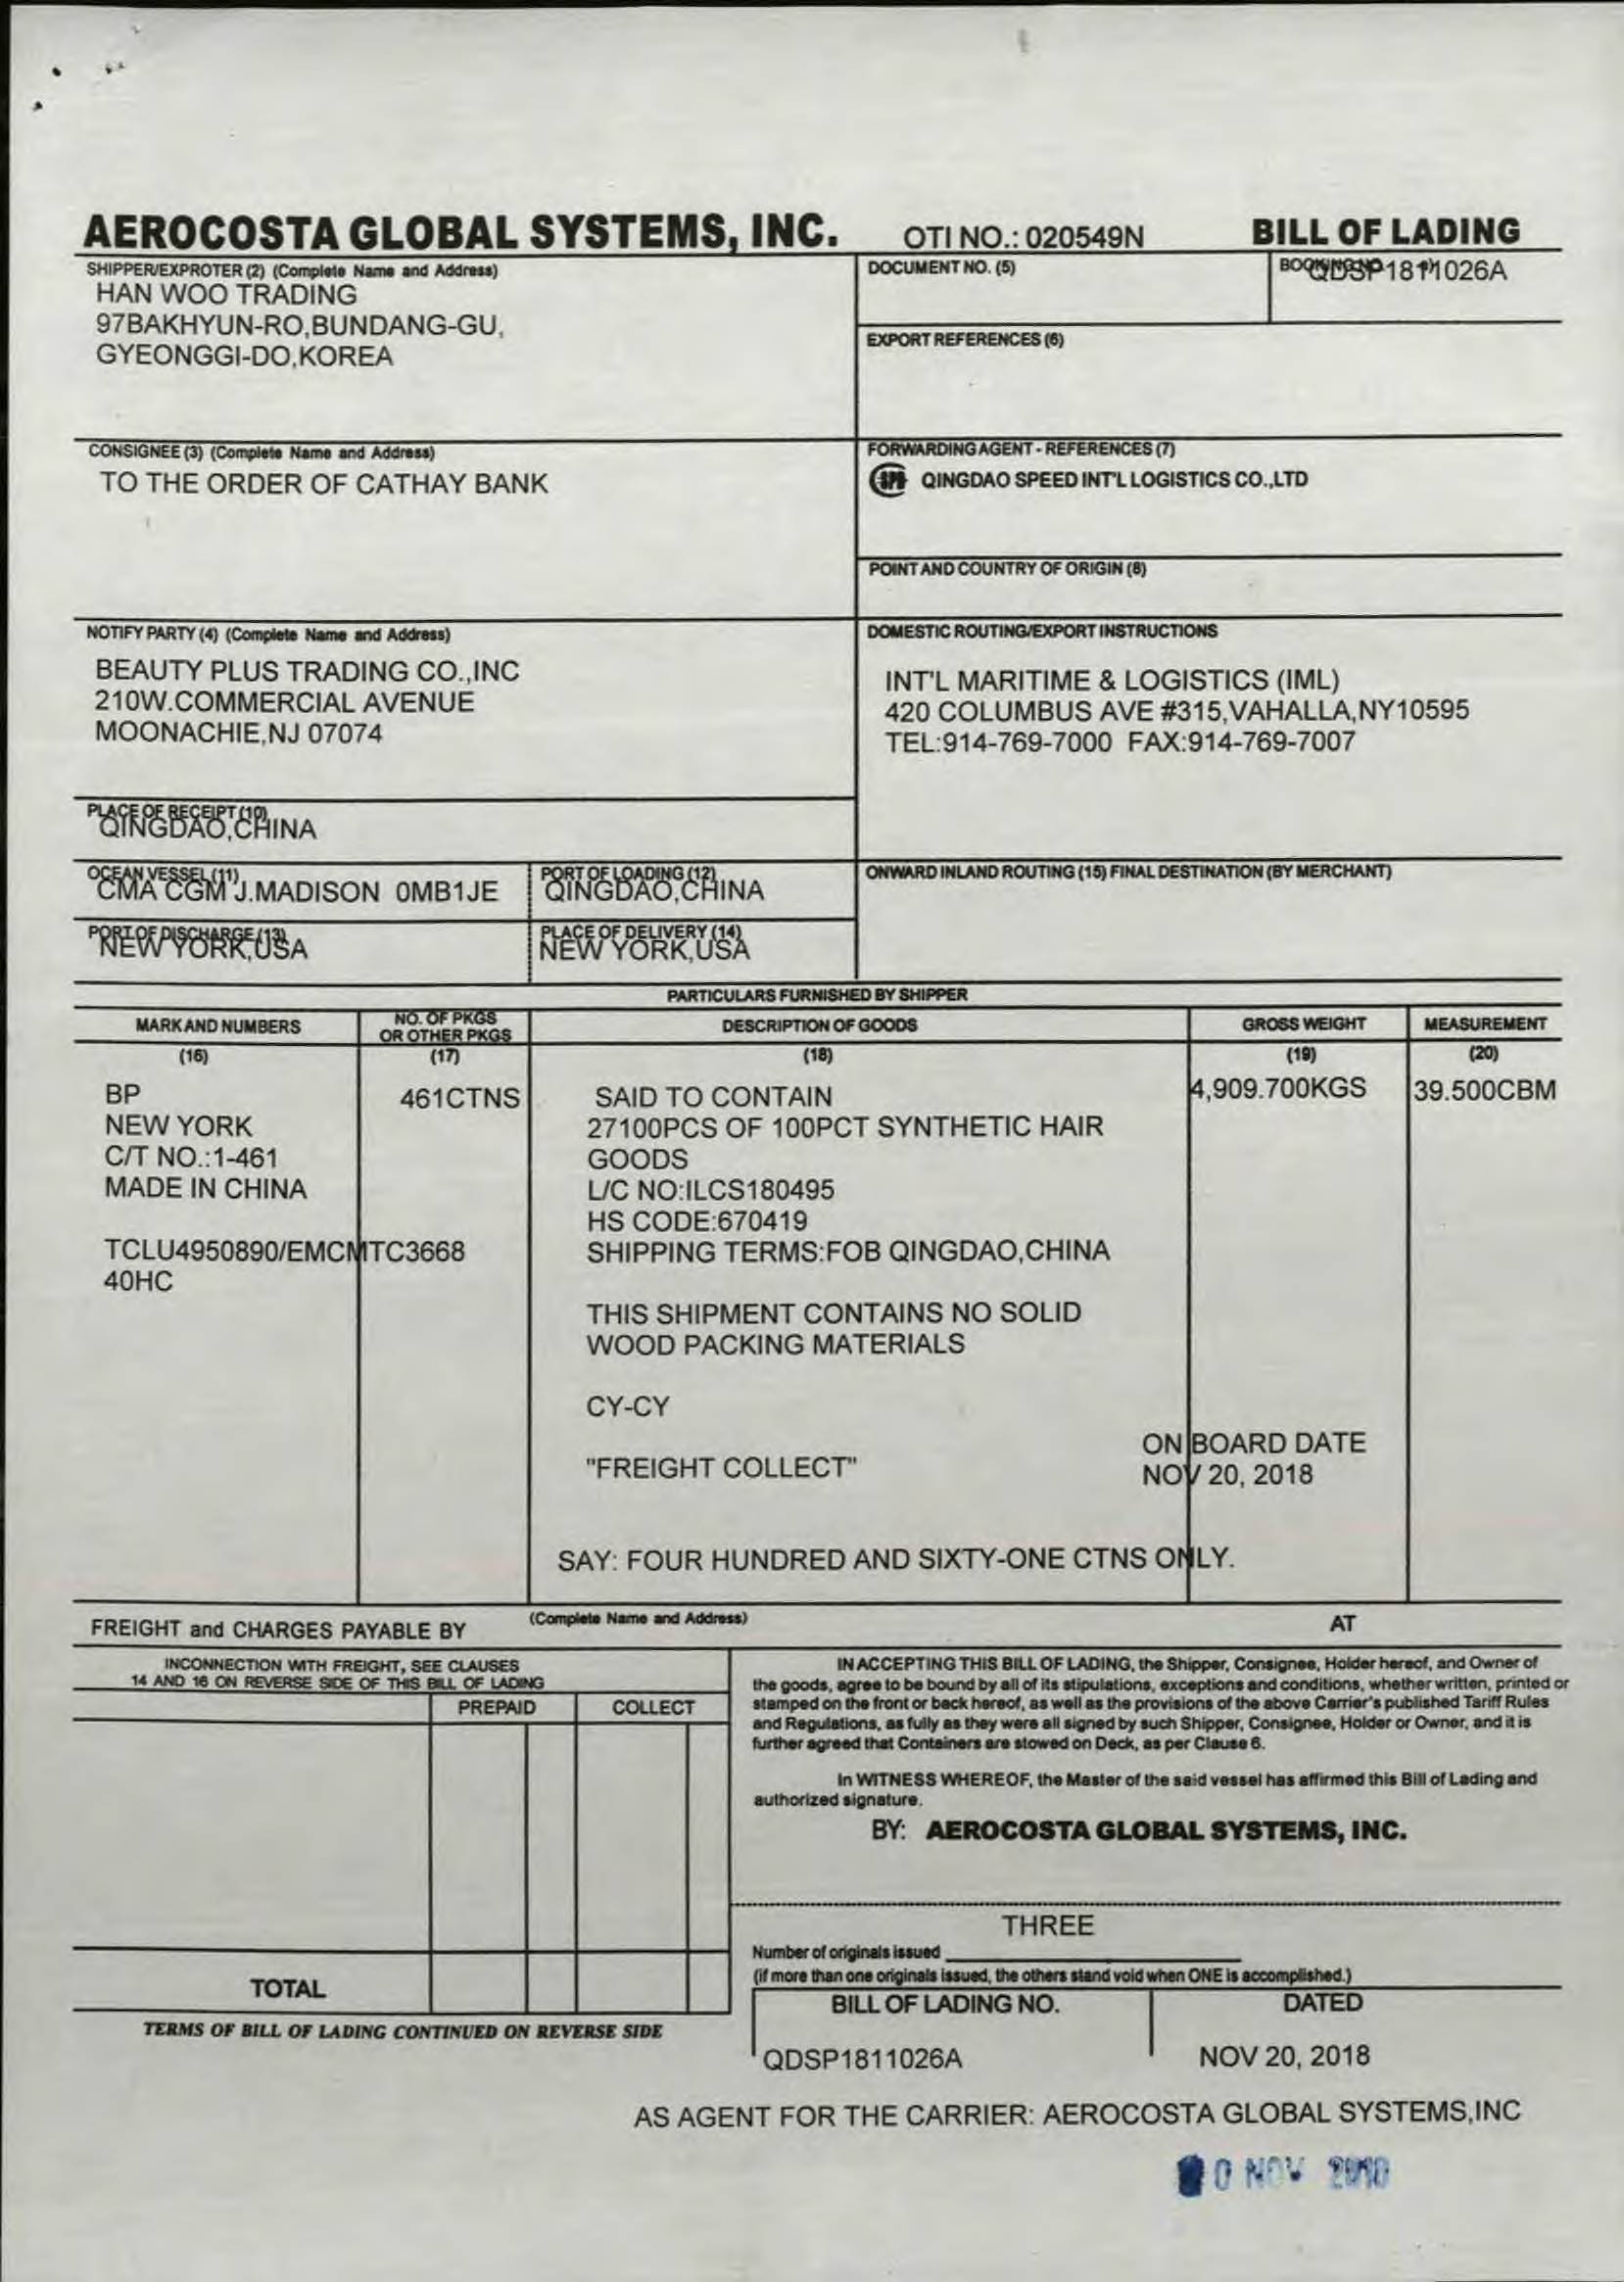 AEROCOSTA GLOBAL SYSTEMS, INC. OTI NO.: 020549N BILL OF LADING
SHIPPER/EXPROTER (2) (Complete Name and Address)
HAN WOO TRADING
97BAKHYUN-RO,BUNDANG-GU,
GYEONGGI-DO,KOREA
DOCUMENT NO. (5)
QDSP1811026A
EXPORT REFERENCES (6)
CONSIGNEE (3) (Complete Name and Address)
TO THE ORDER OF CATHAY BANK
FORWARDING AGENT - REFERENCES (7)
QINGDAO SPEED INT'L LOGISTICS CO.,LTD
POINT AND COUNTRY OF ORIGIN (8)
NOTIFY PARTY (4) (Complete Name and Address)
BEAUTY PLUS TRADING CO.,INC
210W.COMMERCIAL AVENUE
MOONACHIE,NJ 07074
DOMESTIC ROUTING/EXPORT INSTRUCTIONS
INT'L MARITIME & LOGISTICS (IML)
420 COLUMBUS AVE #315,VAHALLA,NY10595
TEL:914-769-7000 FAX:914-769-7007
PLACE OF RECEIPT (10)
QINGDAO,CHINA
OCEAN VESSEL (11)
CMA CGM J.MADISON 0MB1JE
PORT OF LOADING (12)
QINGDAO,CHINA
ONWARD INLAND ROUTING (15) FINAL DESTINATION (BY MERCHANT)
PORT OF DISCHARGE (13)
NEW YORK,USA
PLACE OF DELIVERY (14)
NEW YORK,USA
PARTICULARS FURNISHED BY SHIPPER
MARK AND NUMBERS
NO. OF PKGS
OR OTHER PKGS
DESCRIPTION OF GOODS
GROSS WEIGHT
MEASUREMENT
(16) (17) (18) (19) (20)
BP
NEW YORK
C/T NO.:1-461
MADE IN CHINA
TCLU4950890/EMCMTC3668
40HC
461CTNS
SAID TO CONTAIN
27100PCS OF 100PCT SYNTHETIC HAIR
GOODS
L/C NO:ILCS180495
HS CODE:670419
SHIPPING TERMS:FOB QINGDAO,CHINA
THIS SHIPMENT CONTAINS NO SOLID
WOOD PACKING MATERIALS
CY-CY
"FREIGHT COLLECT"
4,909.700KGS
39.500CBM
ON BOARD DATE
NOV 20, 2018
SAY: FOUR HUNDRED AND SIXTY-ONE CTNS ONLY.
FREIGHT and CHARGES PAYABLE BY (Complete Name and Address) AT
INCONNECTION WITH FREIGHT, SEE CLAUSES
14 AND 16 ON REVERSE SIDE OF THIS BILL OF LADING
PREPAID COLLECT
TOTAL
TERMS OF BILL OF LADING CONTINUED ON REVERSE SIDE
IN ACCEPTING THIS BILL OF LADING, the Shipper, Consignee, Holder hereof, and Owner of
the goods, agree to be bound by all of its stipulations, exceptions and conditions, whether written, printed or
stamped on the front or back hereof, as well as the provisions of the above Carrier's published Tariff Rules
and Regulations, as fully as they were all signed by such Shipper, Consignee, Holder or Owner, and it is
further agreed that Containers are stowed on Deck, as per Clause 6.
In WITNESS WHEREOF, the Master of the said vessel has affirmed this Bill of Lading and
authorized signature.
BY: AEROCOSTA GLOBAL SYSTEMS, INC.
THREE
Number of originals issued
(if more than one originals issued, the others stand void when ONE is accomplished.)
BILL OF LADING NO. DATED
QDSP1811026A NOV 20, 2018
AS AGENT FOR THE CARRIER: AEROCOSTA GLOBAL SYSTEMS,INC
NOV